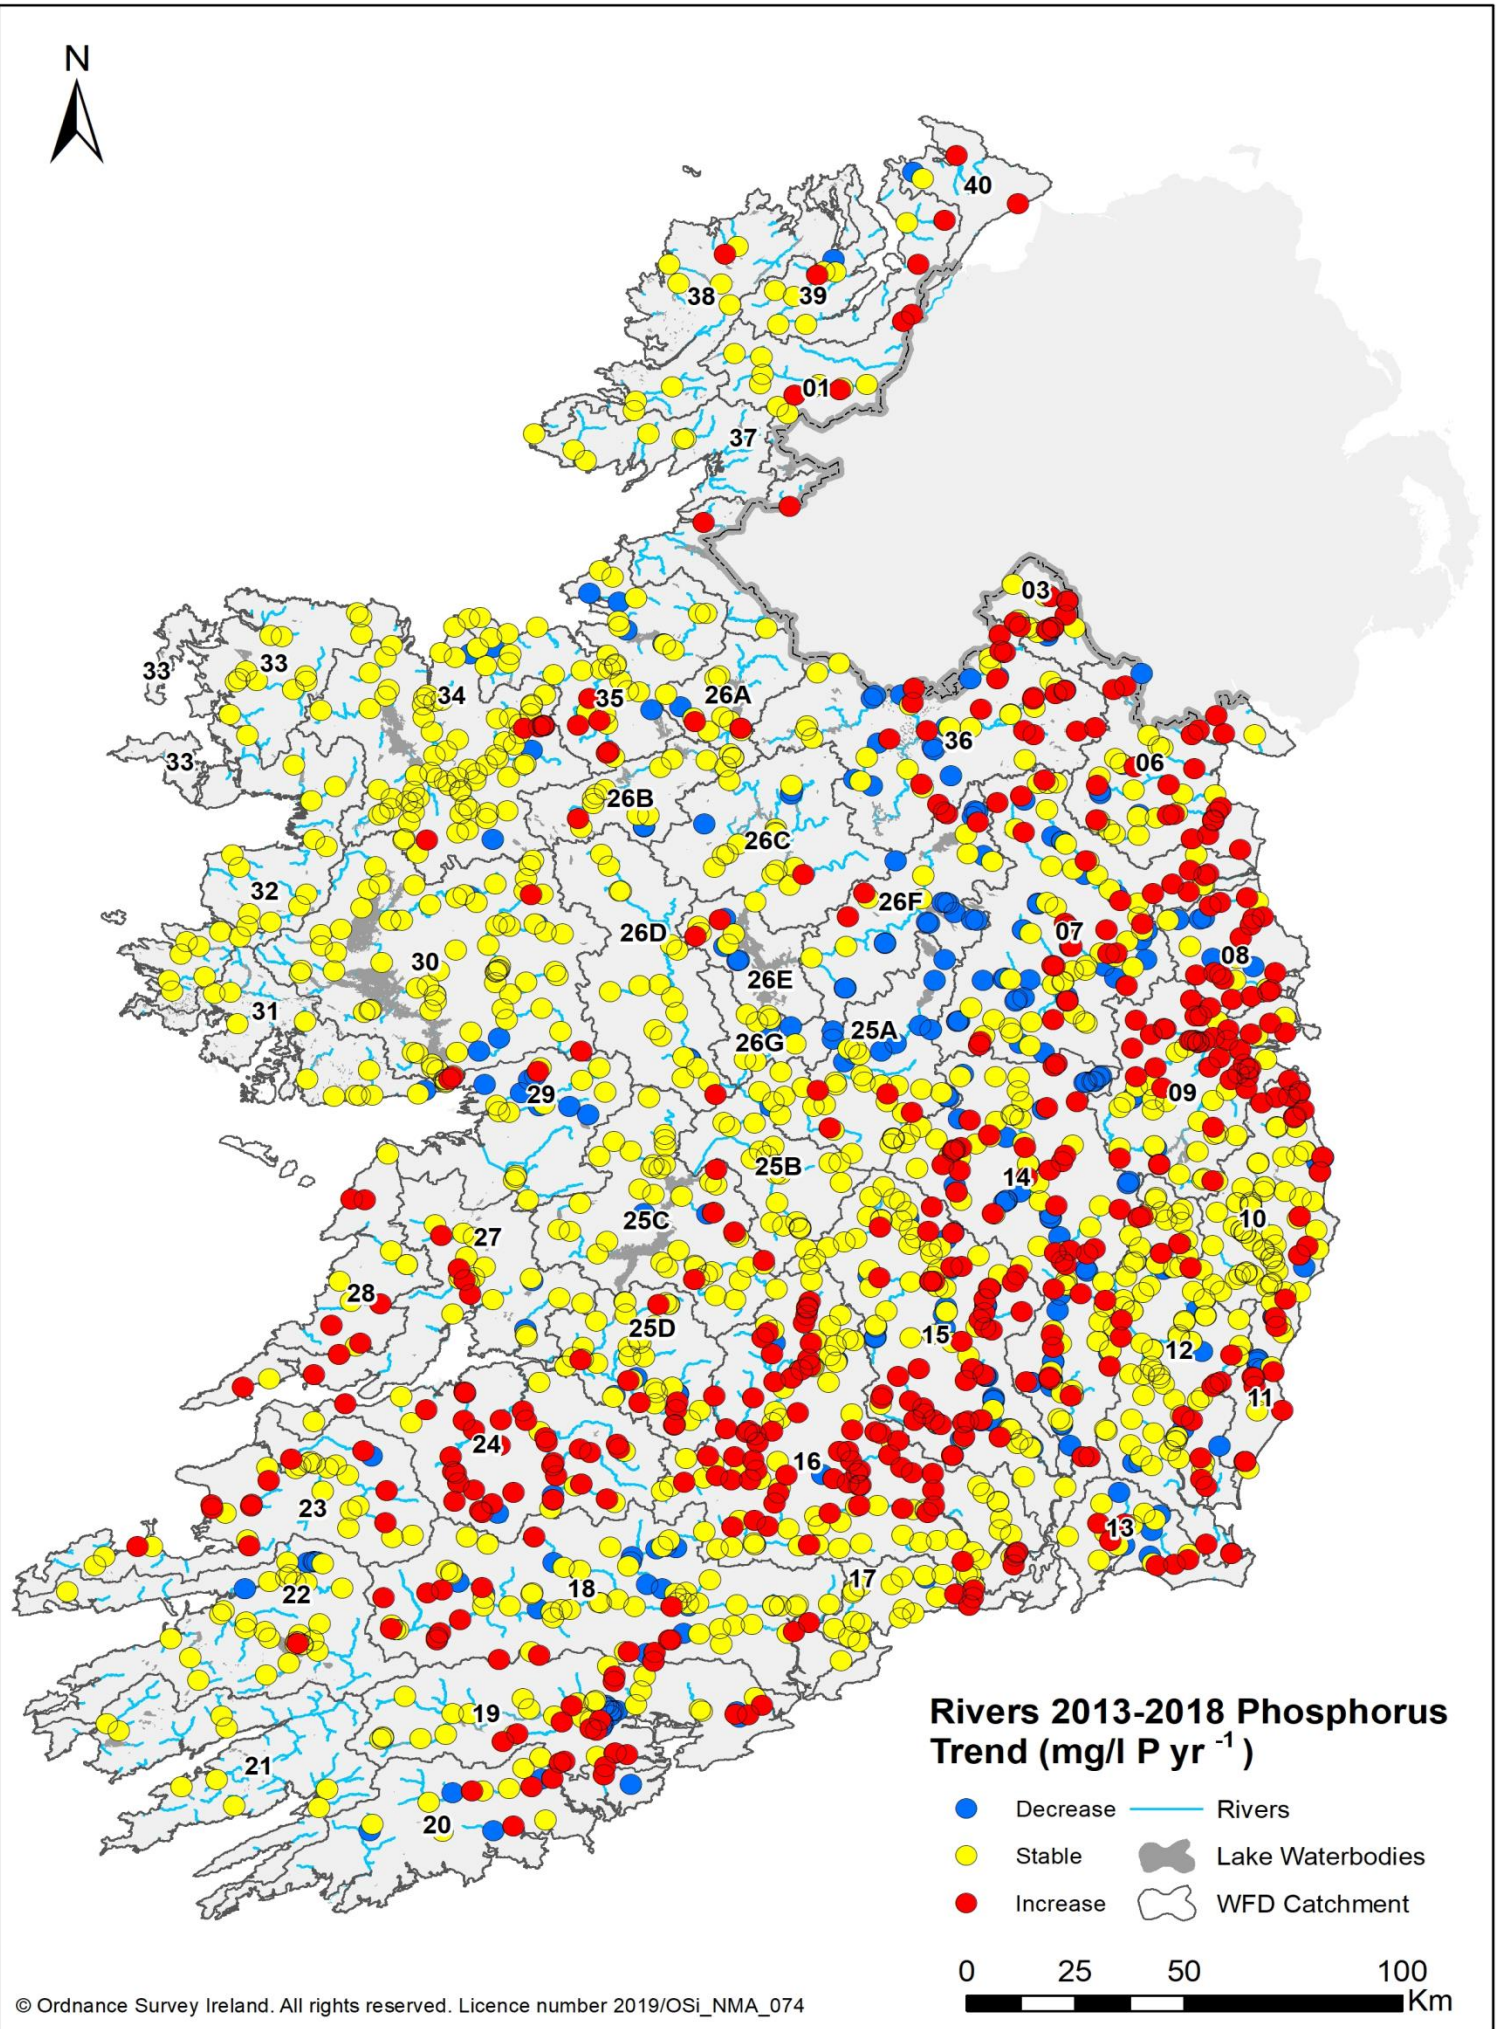 N
40
38
39
01
37
03
33
33
34
35
26A
36
33
06
26B
26C
32
26F
26D
07
30
08
26E
31
26G
25A
29
09
25B
14
25C
10
27
28
25D
15
12
11
24
16
23
13
22
18
17
19
21
20
Rivers 2013-2018 Phosphorus
Trend (mg/l P yr -1 )
Decrease Rivers
Stable Lake Waterbodies
Increase WFD Catchment
0 25 50 100
Km
© Ordnance Survey Ireland. All rights reserved. Licence number 2019/OSi_NMA_074